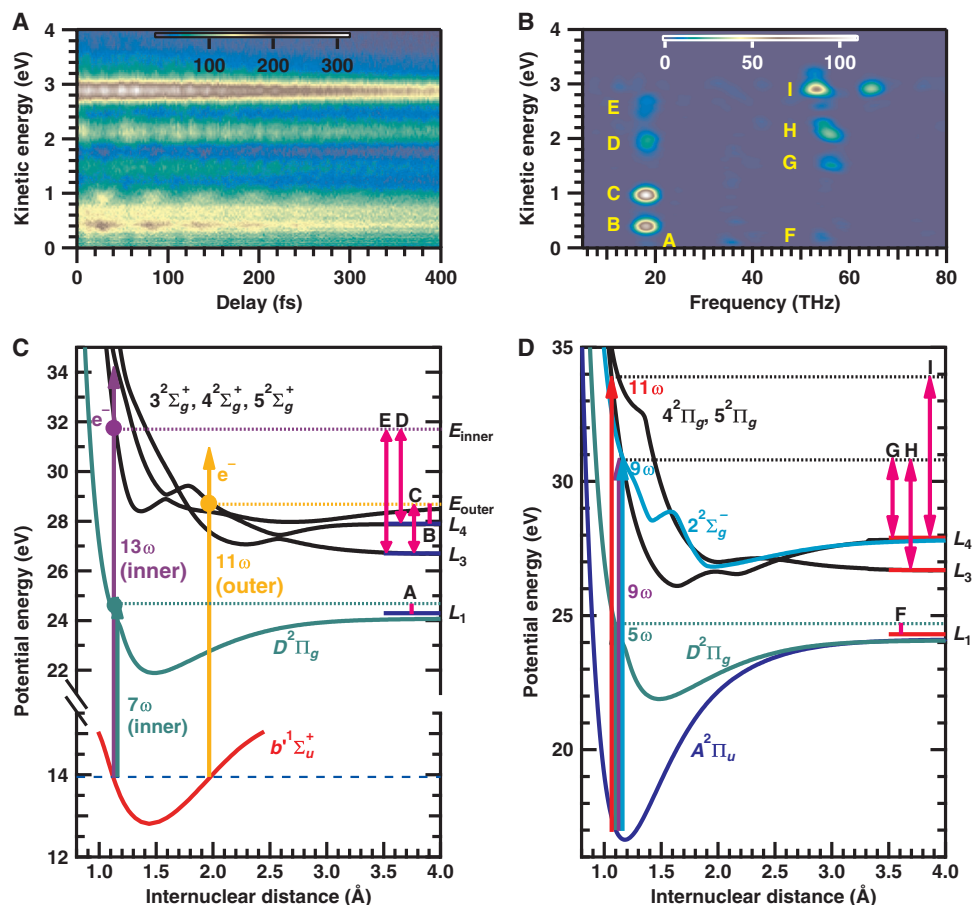 A
Kinetic energy (eV)
4
3
2
1
0
100 200 300
0 100 200 300 400
Delay (fs)
B
Kinetic energy (eV)
4
3
2
1
0
0 50 100
E
D
C
B
A
I
H
G
F
20 40 60 80
Frequency (THz)
C
Potential energy (eV)
34
32
30
28
26
24
22
14
12
3²Σg⁺, 4²Σg⁺, 5²Σg⁺
e⁻
e⁻
E D
C
B
A
E inner
E outer
L₄
L₃
L₁
13ω
(inner)
11ω
(outer)
D²Πg
7ω
(inner)
b'¹Σu⁺
1.0 1.5 2.0 2.5 3.0 3.5 4.0
Internuclear distance (Å)
D
Potential energy (eV)
35
30
25
20
I
11ω
4²Πg, 5²Πg
G H
9ω
2²Σg⁻
L₄
L₃
9ω
F
L₁
5ω
D²Πg
A²Πu
1.0 1.5 2.0 2.5 3.0 3.5 4.0
Internuclear distance (Å)